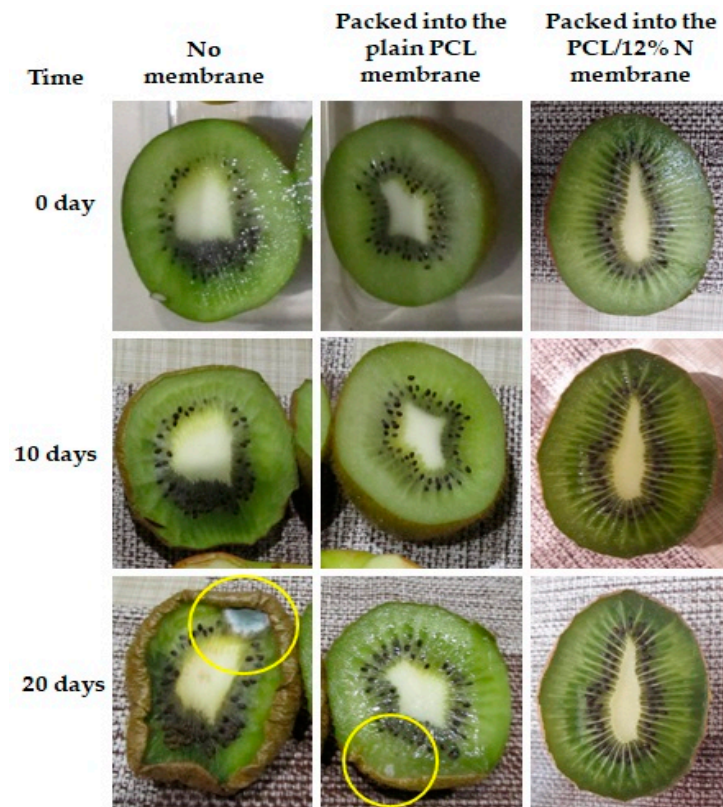 Time
No
membrane
Packed into the
plain PCL
membrane
Packed into the
PCL/12% N
membrane
0 day
10 days
20 days